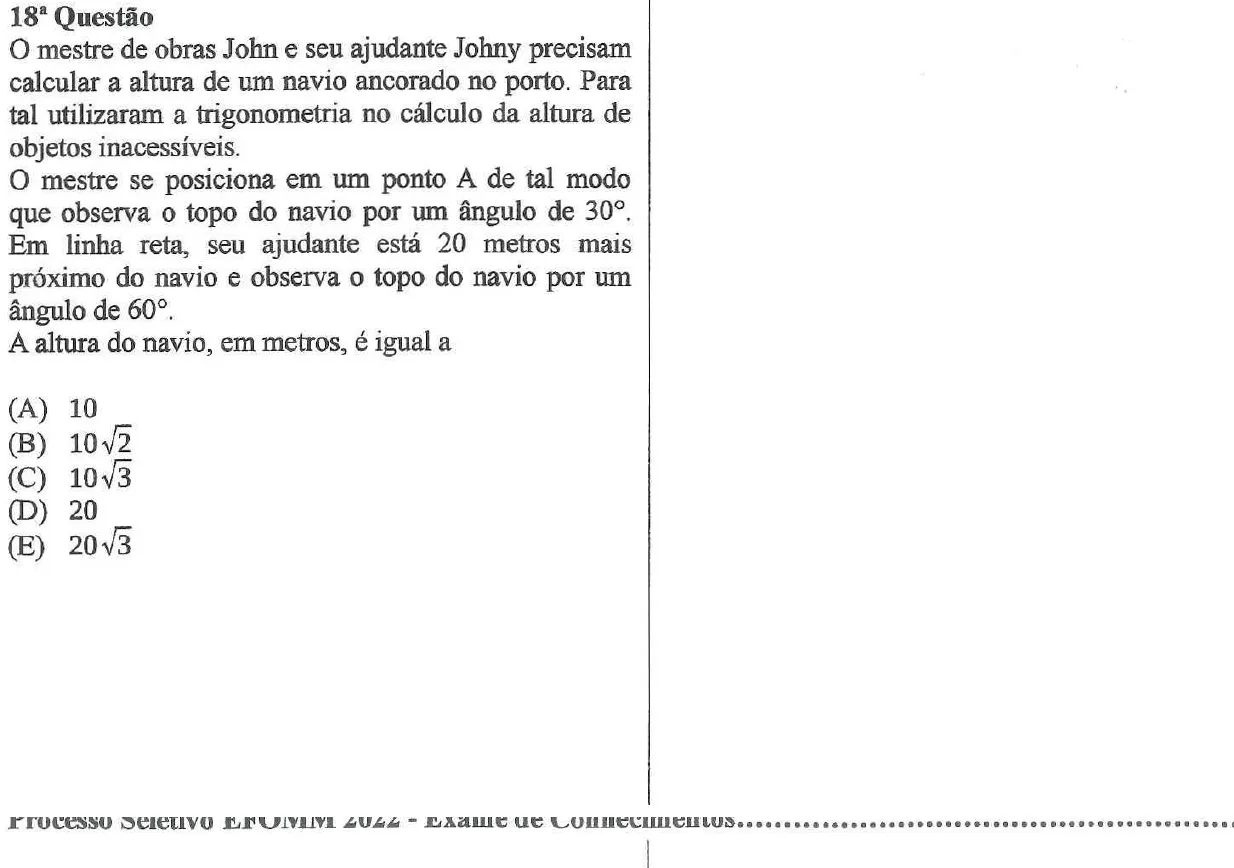 18ª Questão
O mestre de obras John e seu ajudante Johny precisam
calcular a altura de um navio ancorado no porto. Para
tal utilizaram a trigonometria no cálculo da altura de
objetos inacessíveis.
O mestre se posiciona em um ponto A de tal modo
que observa o topo do navio por um ângulo de 30°.
Em linha reta, seu ajudante está 20 metros mais
próximo do navio e observa o topo do navio por um
ângulo de 60°.
A altura do navio, em metros, é igual a
(A) 10
(B) 10√2
(C) 10√3
(D) 20
(E) 20√3
Processo Seletivo EFOMM 2022 - Exame de Conhecimentos..................................................